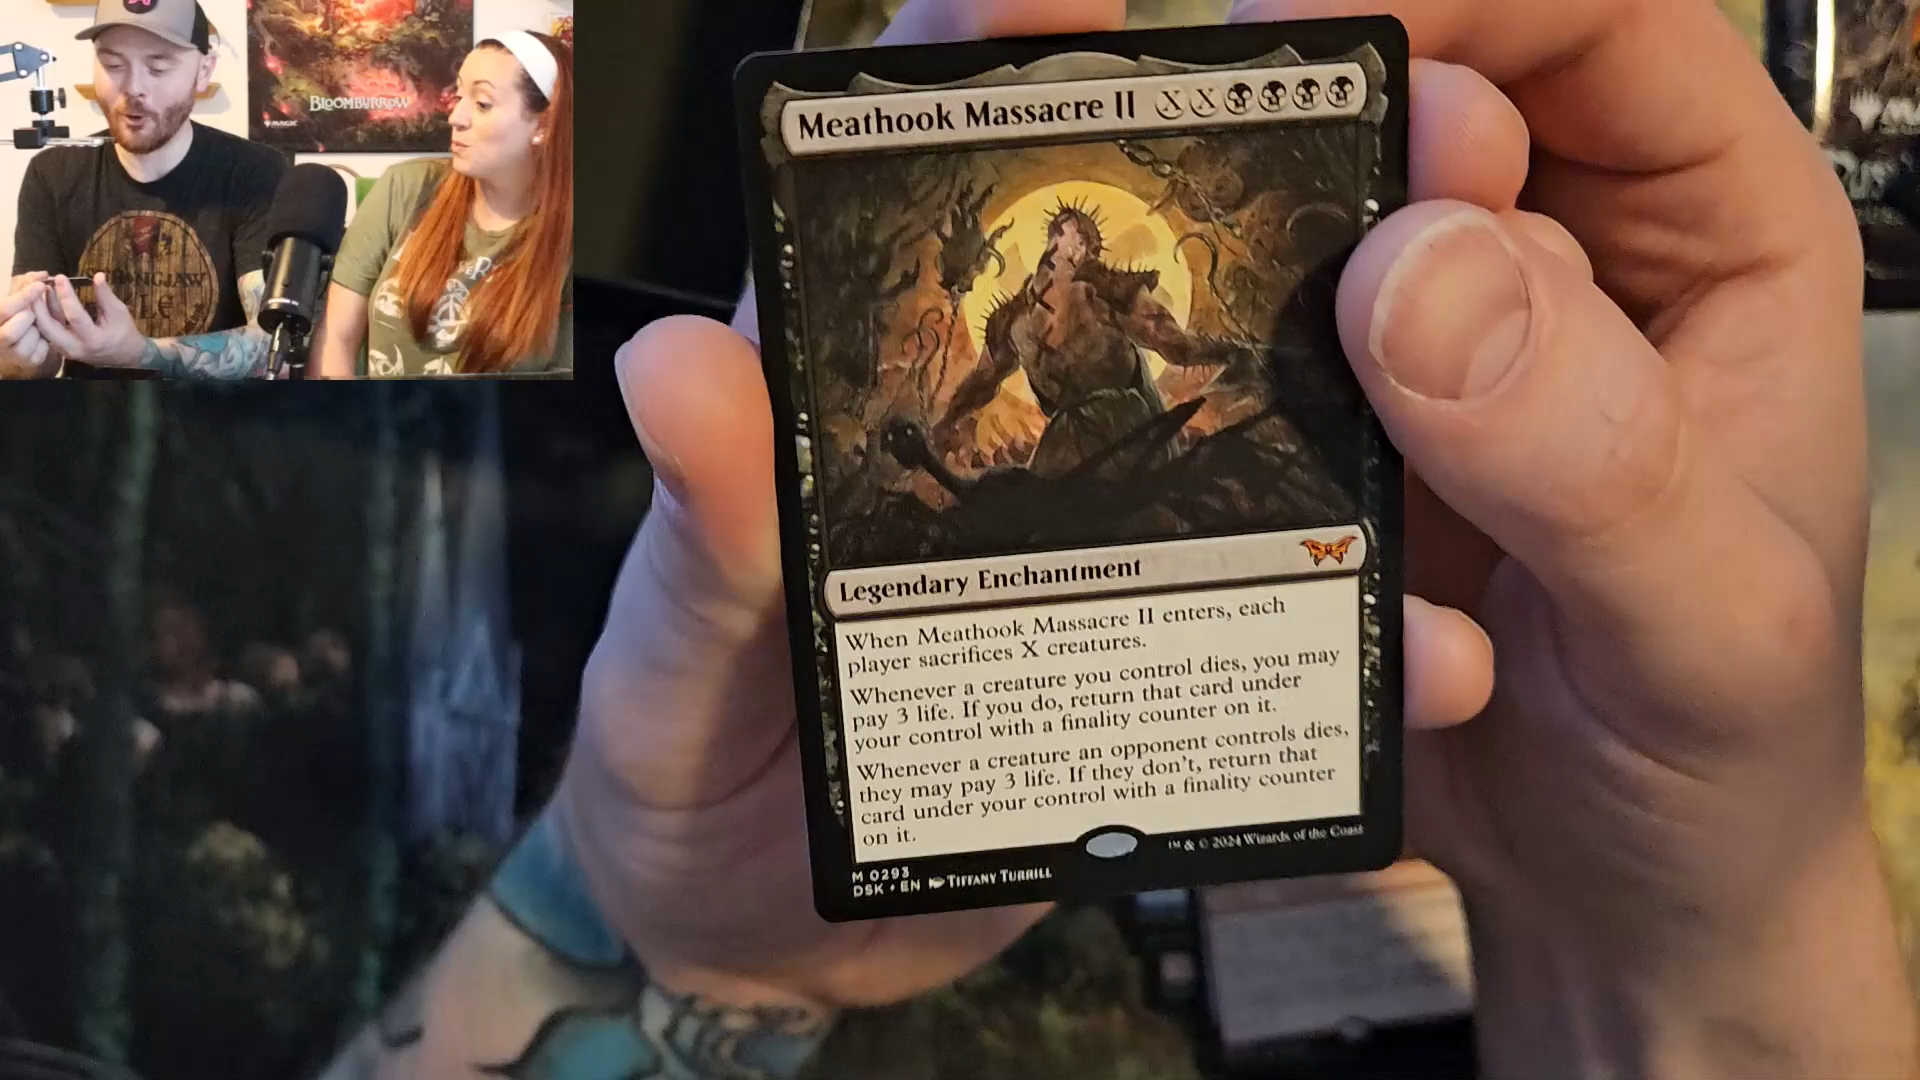 BLOOMBURROW
MAGIC
Meathook Massacre II X X
Legendary Enchantment
When Meathook Massacre II enters, each
player sacrifices X creatures.
Whenever a creature you control dies, you may
pay 3 life. If you do, return that card under
your control with a finality counter on it.
Whenever a creature an opponent controls dies,
they may pay 3 life. If they don't, return that
card under your control with a finality counter
on it.
M 0293
DSK • EN TIFFANY TURRILL
™ & © 2024 Wizards of the Coast